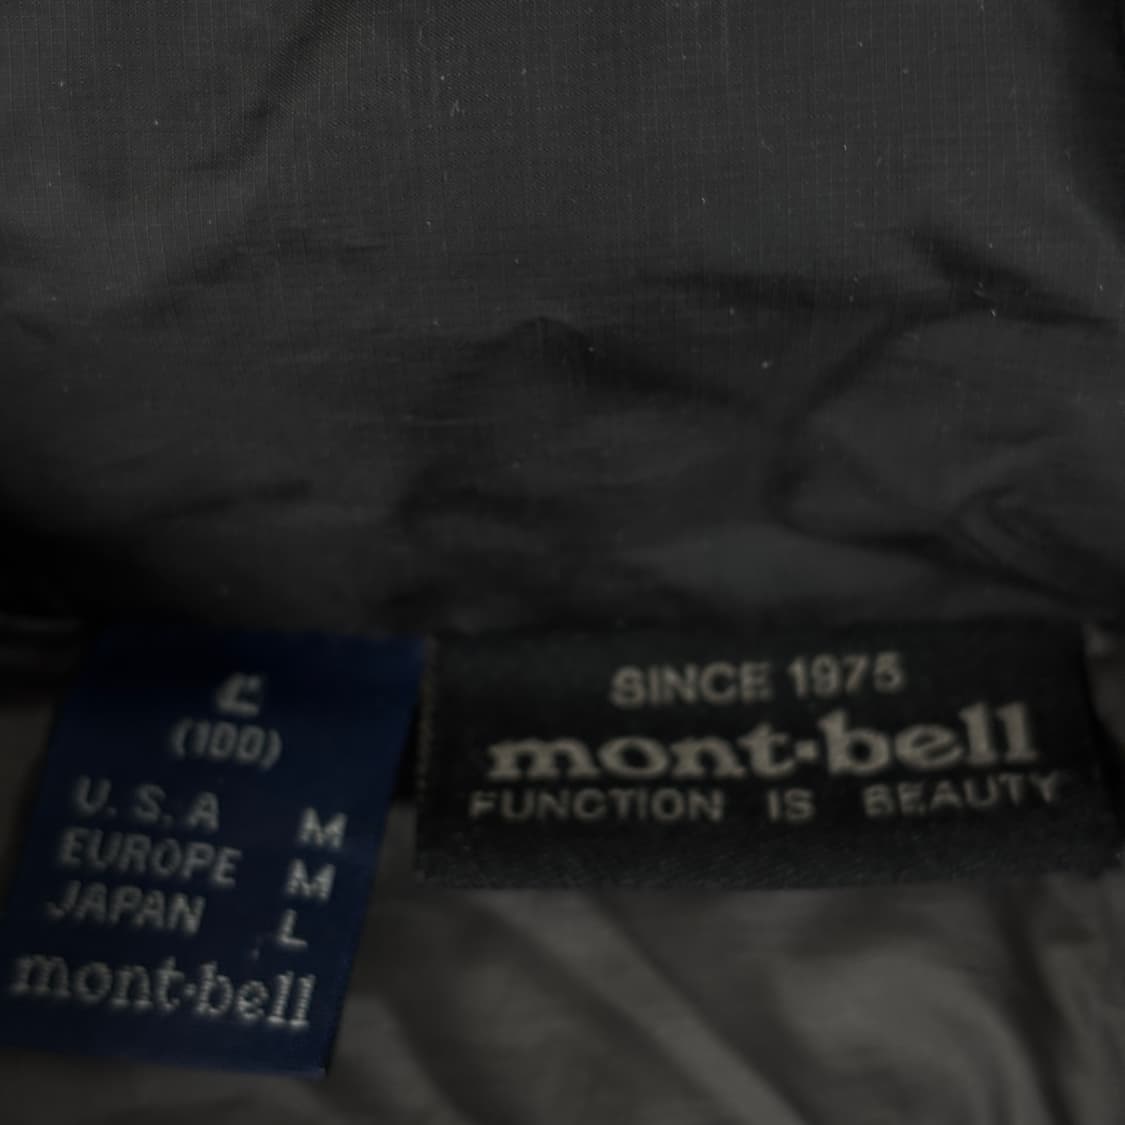 L
(100)
U.S.A M
EUROPE M
JAPAN L
mont-bell
SINCE 1975
mont-bell
FUNCTION IS BEAUTY